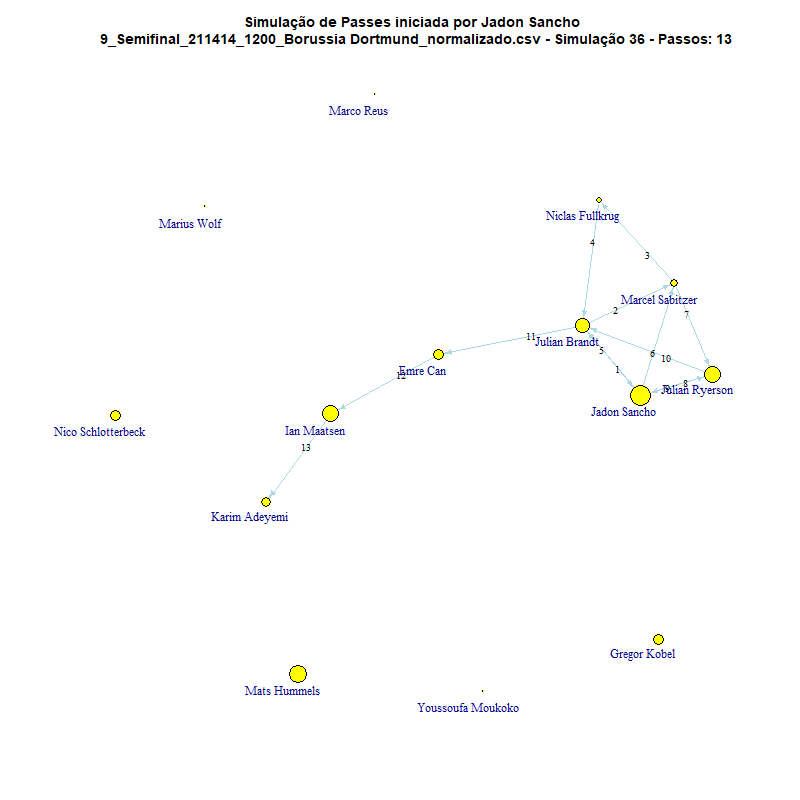 Simulação de Passes iniciada por Jadon Sancho
9_Semifinal_211414_1200_Borussia Dortmund_normalizado.csv - Simulação 36 - Passos: 13
Marco Reus
Marius Wolf
Niclas Fullkrug
4
3
Marcel Sabitzer
2
7
11
Julian Brandt
5
6
10
Emre Can
12
1
8
Julian Ryerson
Jadon Sancho
Ian Maatsen
Nico Schlotterbeck
13
Karim Adeyemi
Gregor Kobel
Mats Hummels
Youssoufa Moukoko